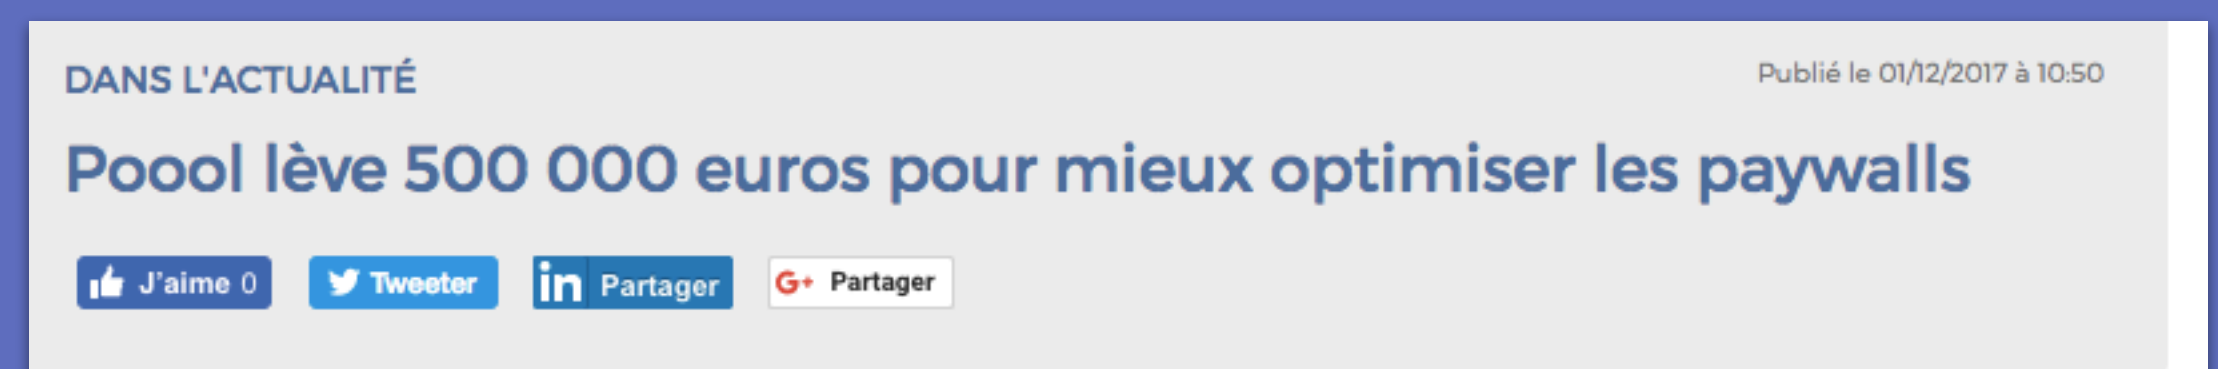 DANS L'ACTUALITÉ
Publié le 01/12/2017 à 10:50
Poool lève 500 000 euros pour mieux optimiser les paywalls
J'aime 0
Tweeter
in Partager
G+ Partager